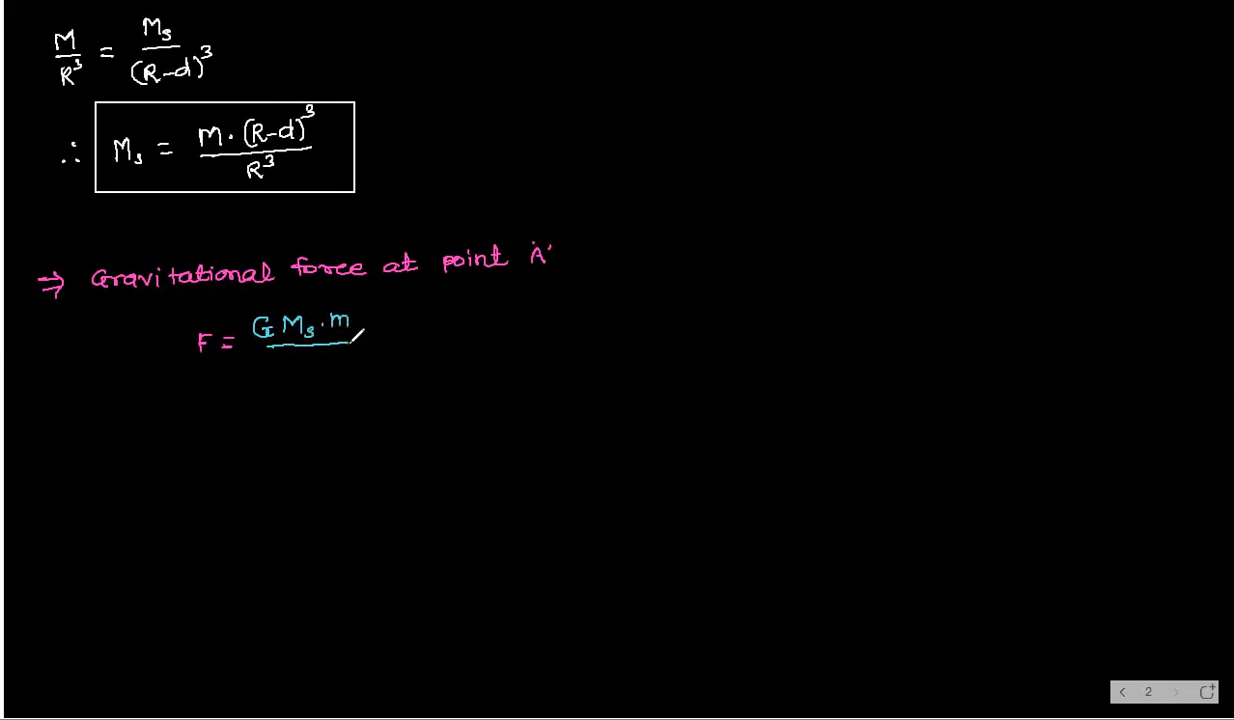 M/R³ = Mₛ/(R-d)³
∴ Mₛ = M·(R-d)³/R³
⇒ Gravitational force at point A'
F = G Mₛ·m
2